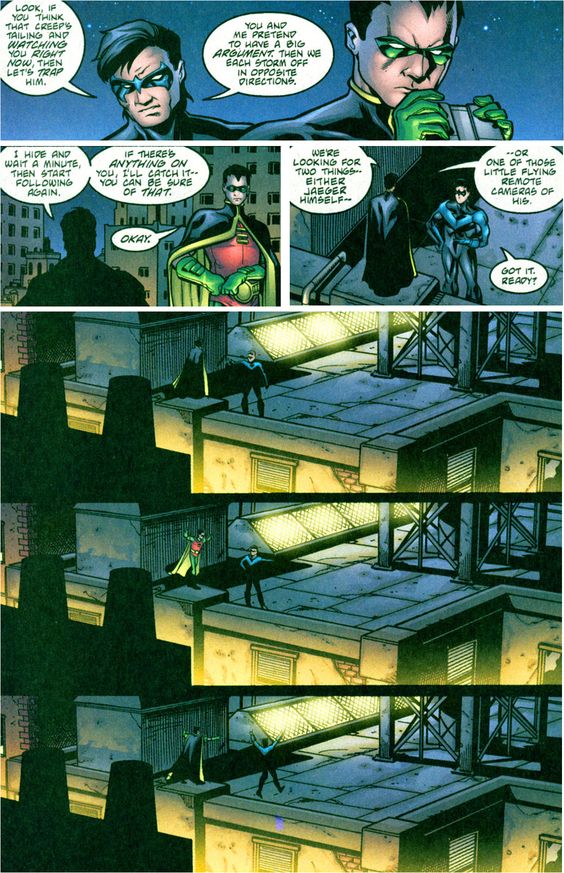 LOOK, IF
YOU THINK
THAT CREEP'S
TAILING AND
WATCHING
YOU RIGHT
NOW, THEN
LET'S TRAP
HIM.
YOU AND
ME PRETEND
TO HAVE A BIG
ARGUMENT. THEN WE
EACH STORM OFF
IN OPPOSITE
DIRECTIONS.
I HIDE AND
WAIT A MINUTE,
THEN START
FOLLOWING
AGAIN.
IF THERE'S
ANYTHING ON
YOU, I'LL CATCH IT--
YOU CAN BE SURE
OF THAT.
OKAY.
WE'RE
LOOKING FOR
TWO THINGS--
EITHER
JAEGER
HIMSELF--
--OR
ONE OF THOSE
LITTLE FLYING
REMOTE
CAMERAS OF
HIS.
GOT IT.
READY?